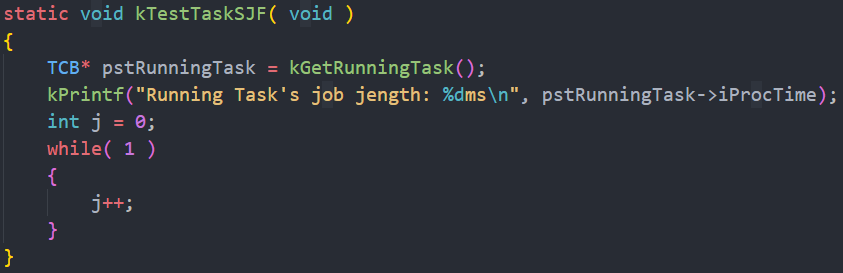 static void kTestTaskSJF( void )
{
    TCB* pstRunningTask = kGetRunningTask();
    kPrintf("Running Task's job jength: %dms\n", pstRunningTask->iProcTime);
    int j = 0;
    while( 1 )
    {
        j++;
    }
}